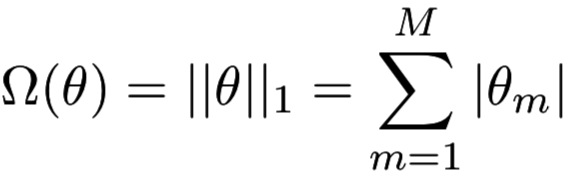 Ω(θ) = ||θ||₁ = ∑_{m=1}^{M} |θ_m|